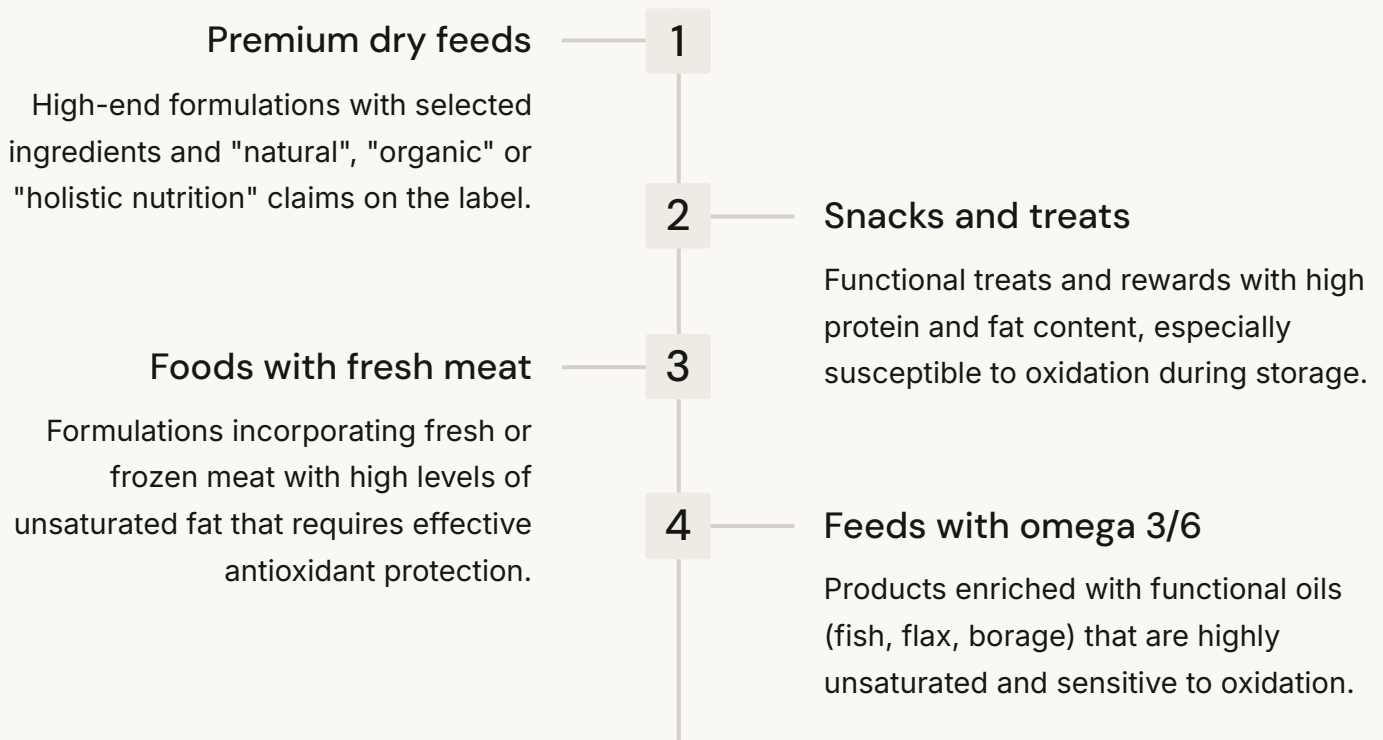 Premium dry feeds
1
High-end formulations with selected
ingredients and "natural", "organic" or
"holistic nutrition" claims on the label.
2
Snacks and treats
Functional treats and rewards with high
protein and fat content, especially
susceptible to oxidation during storage.
Foods with fresh meat
3
Formulations incorporating fresh or
frozen meat with high levels of
unsaturated fat that requires effective
antioxidant protection.
4
Feeds with omega 3/6
Products enriched with functional oils
(fish, flax, borage) that are highly
unsaturated and sensitive to oxidation.